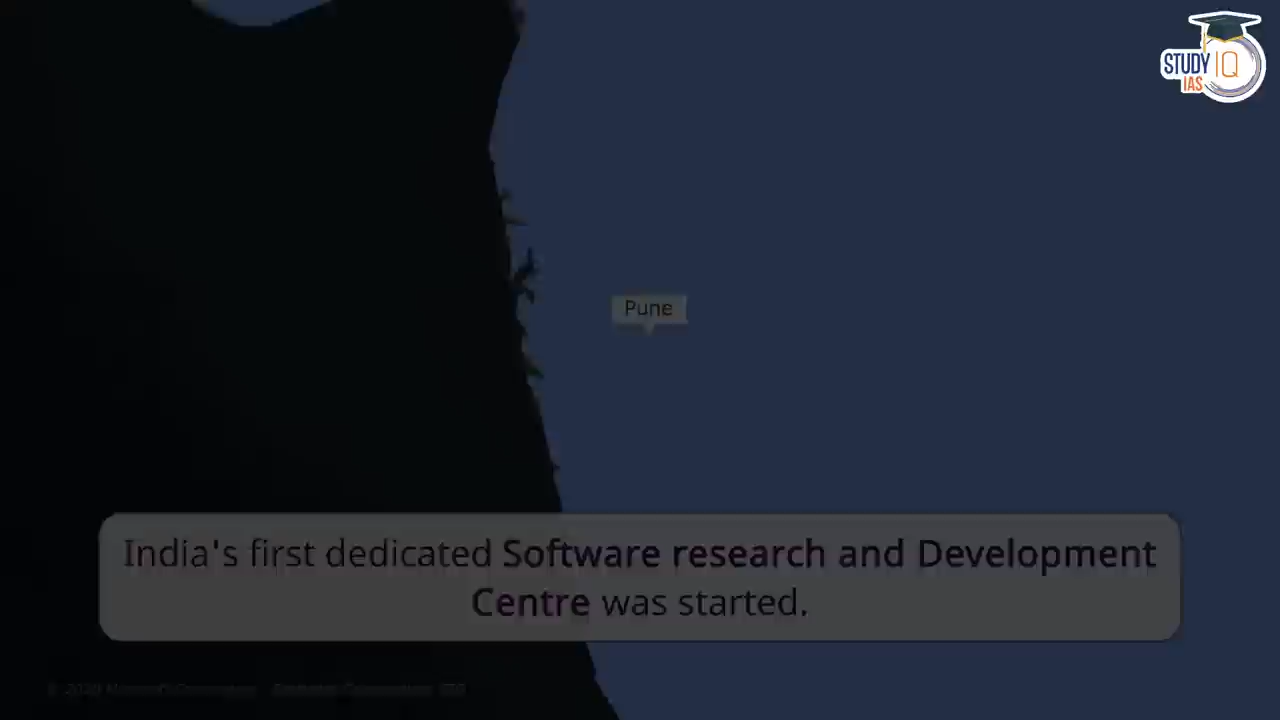 STUDY IQ
IAS
Pune
India's first dedicated Software research and Development
Centre was started.